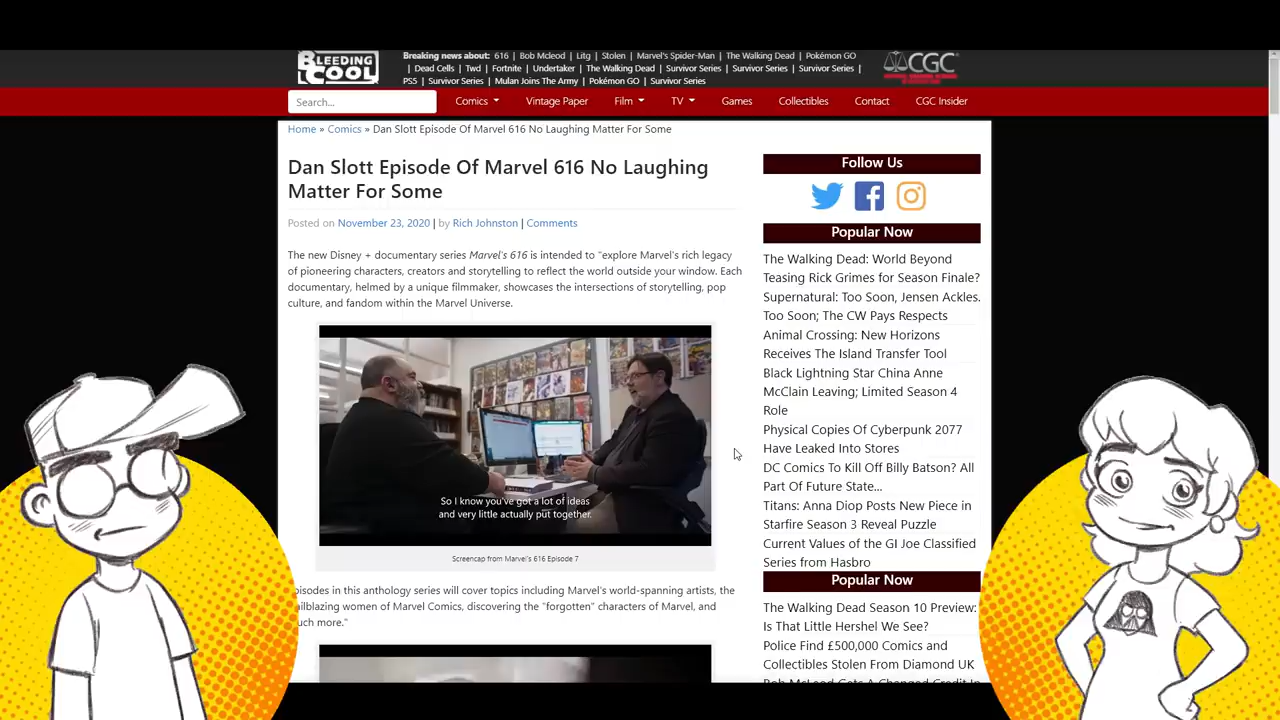 BLEEDING
COOL
Breaking news about: 616 | Bob Mcleod | Litg | Stolen | Marvel's Spider-Man | The Walking Dead | Pokémon GO
| Dead Cells | Twd | Fortnite | Undertaker | The Walking Dead | Survivor Series | Survivor Series | Survivor Series |
PS5 | Survivor Series | Mulan Joins The Army | Pokémon GO | Survivor Series
CGC
Search...
Comics
Vintage Paper
Film
TV
Games
Collectibles
Contact
CGC Insider
Home » Comics » Dan Slott Episode Of Marvel 616 No Laughing Matter For Some
Dan Slott Episode Of Marvel 616 No Laughing
Matter For Some
Posted on November 23, 2020 | by Rich Johnston | Comments
The new Disney + documentary series Marvel's 616 is intended to "explore Marvel's rich legacy
of pioneering characters, creators and storytelling to reflect the world outside your window. Each
documentary, helmed by a unique filmmaker, showcases the intersections of storytelling, pop
culture, and fandom within the Marvel Universe.
So I know you've got a lot of ideas
and very little actually put together.
Screencap from Marvel's 616 Episode 7
pisodes in this anthology series will cover topics including Marvel's world-spanning artists, the
ailblazing women of Marvel Comics, discovering the "forgotten" characters of Marvel, and
uch more."
Follow Us
Popular Now
The Walking Dead: World Beyond
Teasing Rick Grimes for Season Finale?
Supernatural: Too Soon, Jensen Ackles.
Too Soon; The CW Pays Respects
Animal Crossing: New Horizons
Receives The Island Transfer Tool
Black Lightning Star China Anne
McClain Leaving; Limited Season 4
Role
Physical Copies Of Cyberpunk 2077
Have Leaked Into Stores
DC Comics To Kill Off Billy Batson? All
Part Of Future State...
Titans: Anna Diop Posts New Piece in
Starfire Season 3 Reveal Puzzle
Current Values of the GI Joe Classified
Series from Hasbro
Popular Now
The Walking Dead Season 10 Preview:
Is That Little Hershel We See?
Police Find £500,000 Comics and
Collectibles Stolen From Diamond UK
Bob McLeod Gets A Changed Credit In